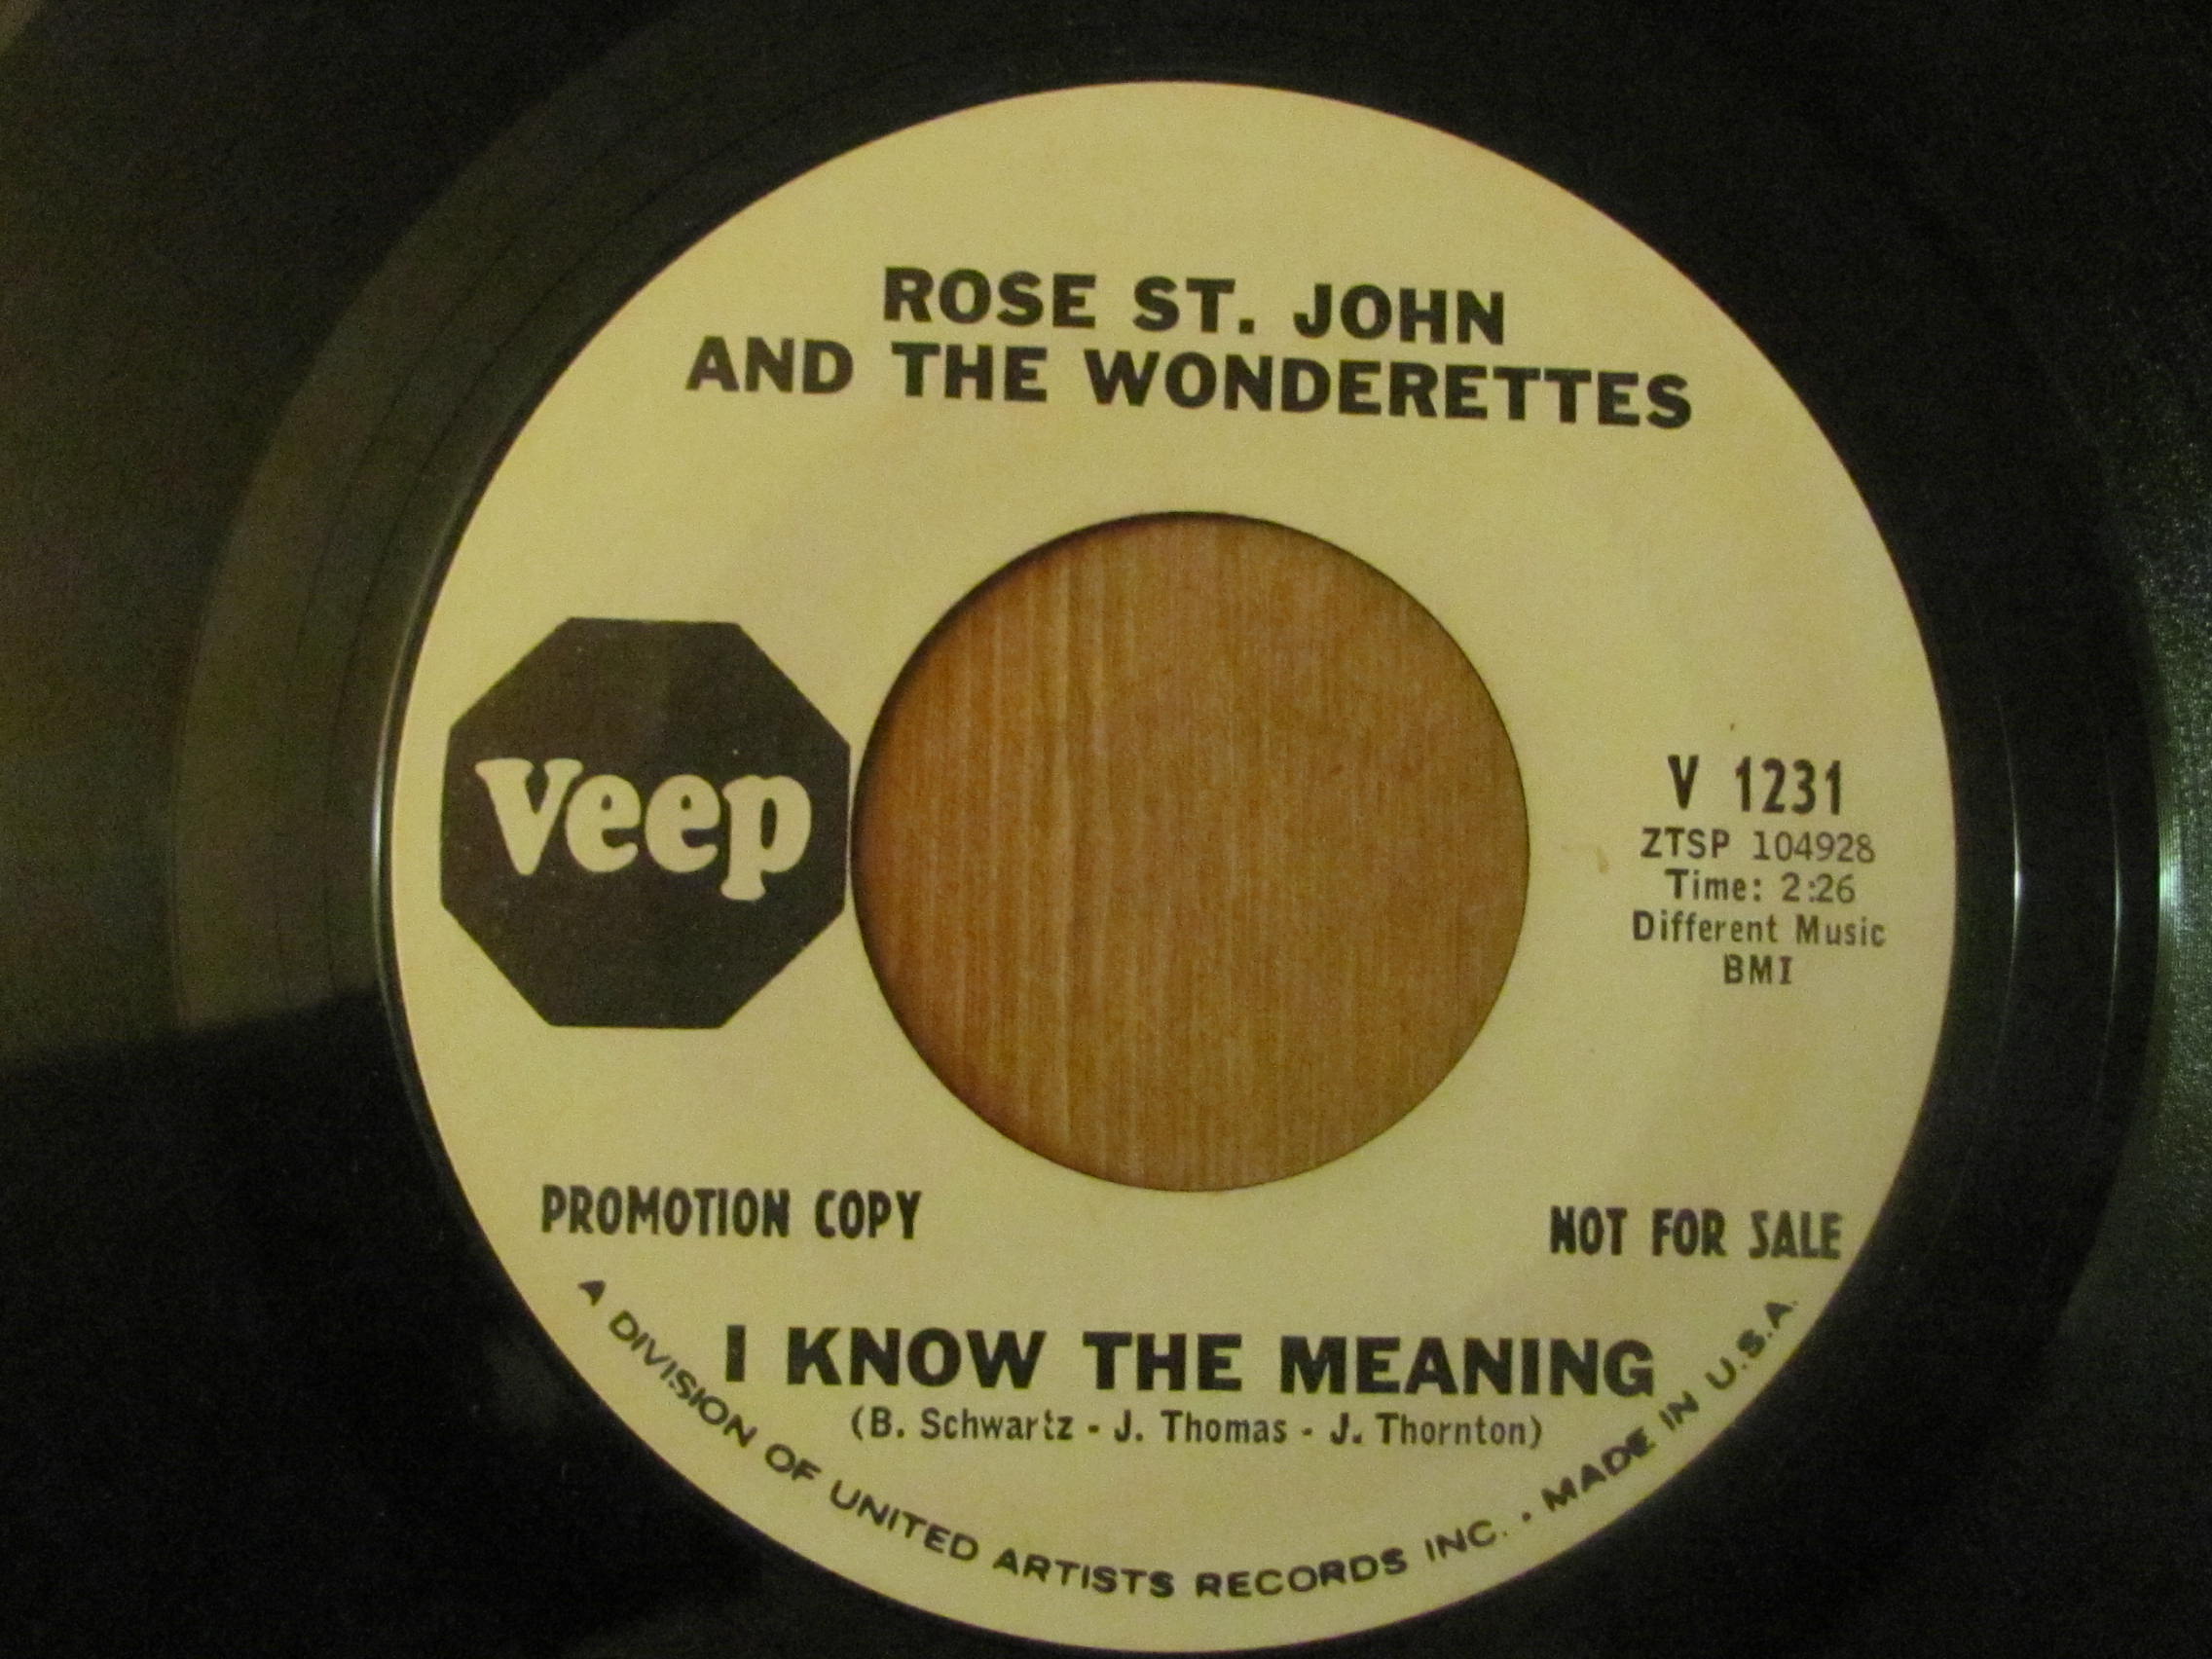 ROSE ST. JOHN
AND THE WONDERETTES
Veep
V 1231
ZTSP 104928
Time: 2:26
Different Music
BMI
PROMOTION COPY
NOT FOR SALE
I KNOW THE MEANING
(B. Schwartz - J. Thomas - J. Thornton)
A DIVISION OF UNITED ARTISTS RECORDS INC. • MADE IN U.S.A.